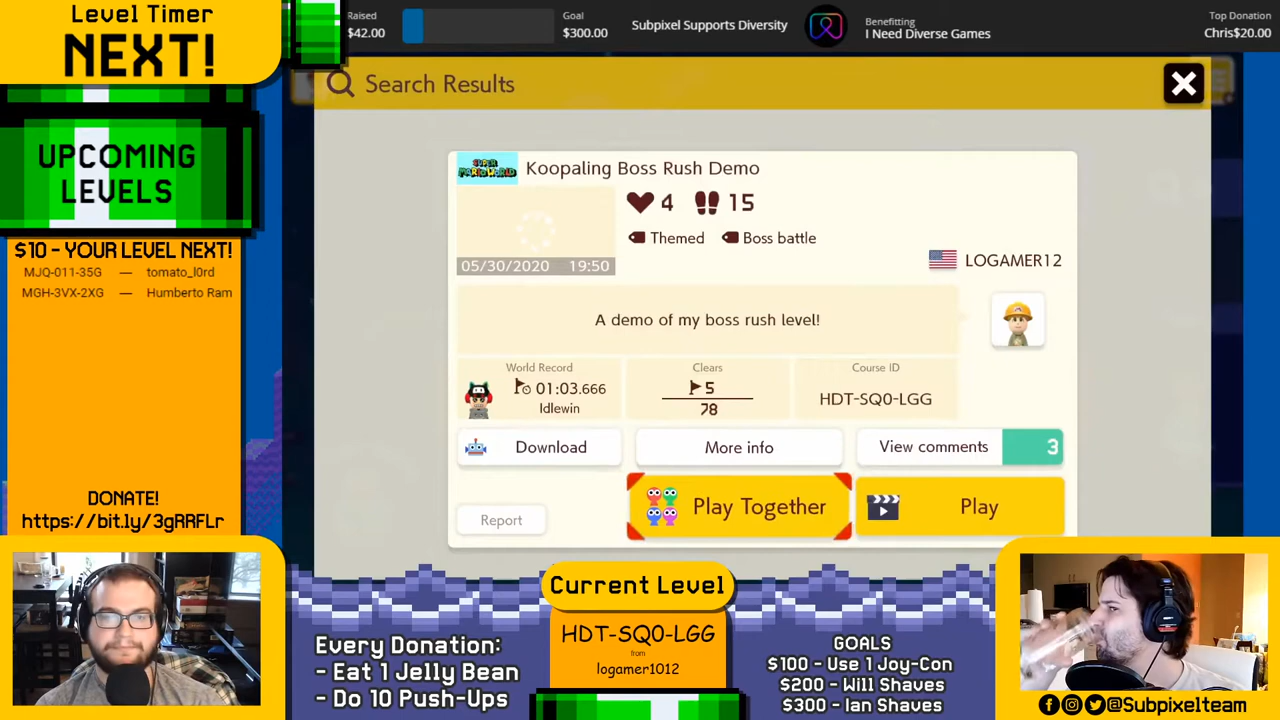 Level Timer
NEXT!
Raised
$42.00
Goal
$300.00
Subpixel Supports Diversity
Benefitting
I Need Diverse Games
Top Donation
Chris$20.00
UPCOMING
LEVELS
$10 - YOUR LEVEL NEXT!
MJQ-011-35G — tomato_l0rd
MGH-3VX-2XG — Humberto Ram
DONATE!
https://bit.ly/3gRRFLr
Search Results
SUPER
MARIO WORLD
Koopaling Boss Rush Demo
4 15
Themed Boss battle
05/30/2020 19:50
LOGAMER12
A demo of my boss rush level!
World Record
01:03.666
Idlewin
Clears
5
78
Course ID
HDT-SQ0-LGG
Download
More info
View comments 3
Report
Play Together
Play
Every Donation:
- Eat 1 Jelly Bean
- Do 10 Push-Ups
Current Level
HDT-SQ0-LGG
from
logamer1012
GOALS
$100 - Use 1 Joy-Con
$200 - Will Shaves
$300 - Ian Shaves
@Subpixelteam